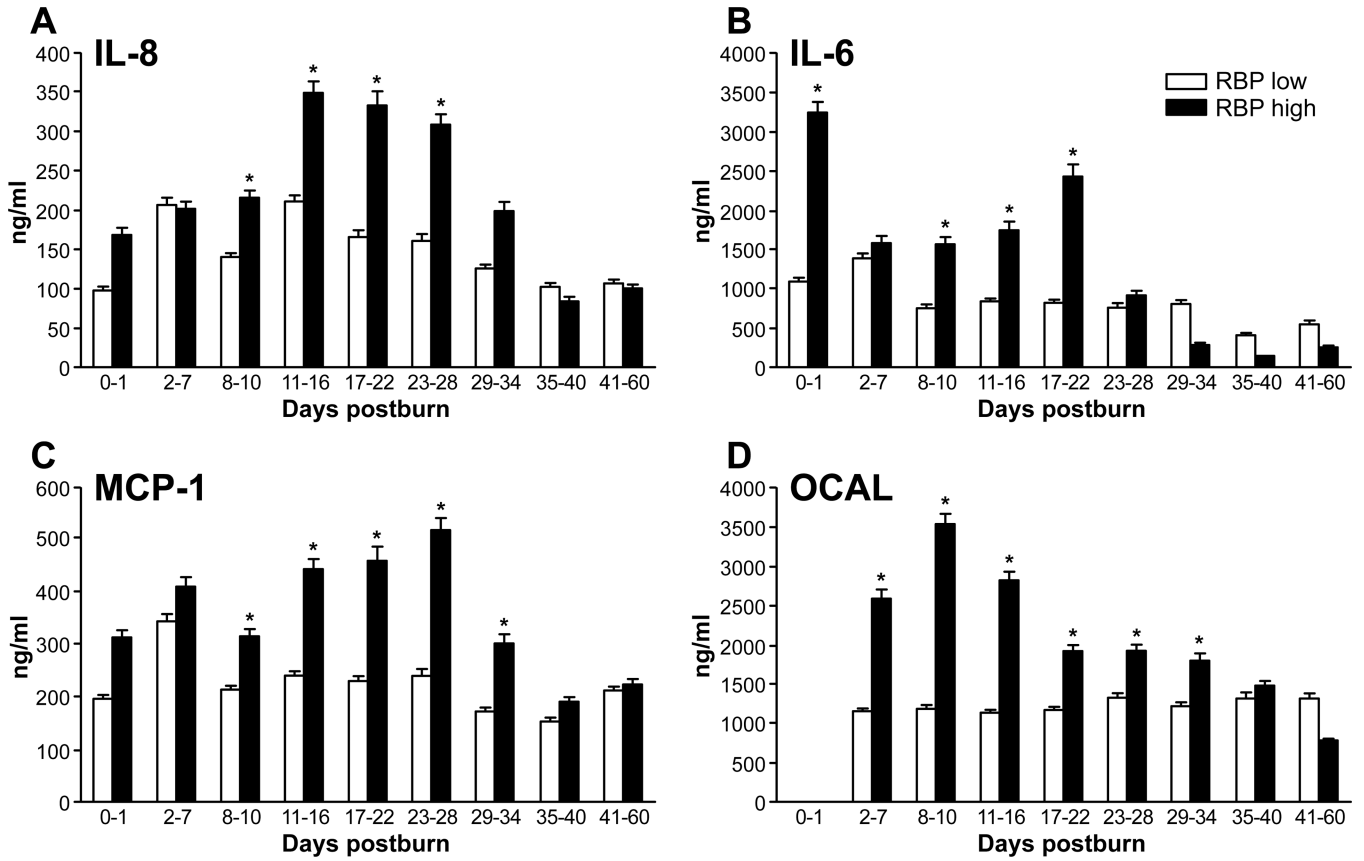 A
IL-8
400
350
300
250
200
150
100
50
0
ng/ml
* * * *
0-1 2-7 8-10 11-16 17-22 23-28 29-34 35-40 41-60
Days postburn
B
IL-6
RBP low
RBP high
4000
3500
3000
2500
2000
1500
1000
500
0
ng/ml
* * * *
0-1 2-7 8-10 11-16 17-22 23-28 29-34 35-40 41-60
Days postburn
C
MCP-1
600
500
400
300
200
100
0
ng/ml
* * * * *
0-1 2-7 8-10 11-16 17-22 23-28 29-34 35-40 41-60
Days postburn
D
OCAL
4000
3500
3000
2500
2000
1500
1000
500
0
ng/ml
* * * * * *
0-1 2-7 8-10 11-16 17-22 23-28 29-34 35-40 41-60
Days postburn